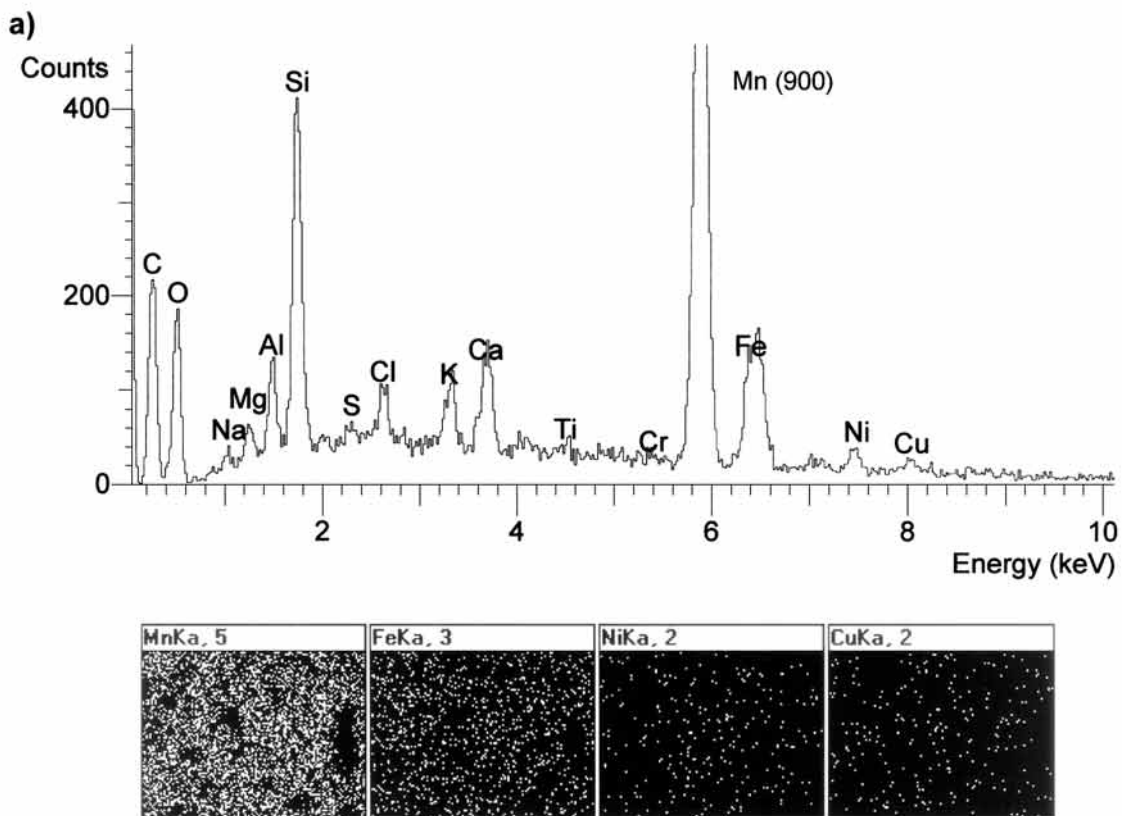 a)
Counts
400
200
0
C
O
Na
Mg
Al
Si
S
Cl
K
Ca
Ti
Cr
Mn (900)
Fe
Ni
Cu
2
4
6
8
10
Energy (keV)
MnKa, 5
FeKa, 3
NiKa, 2
CuKa, 2